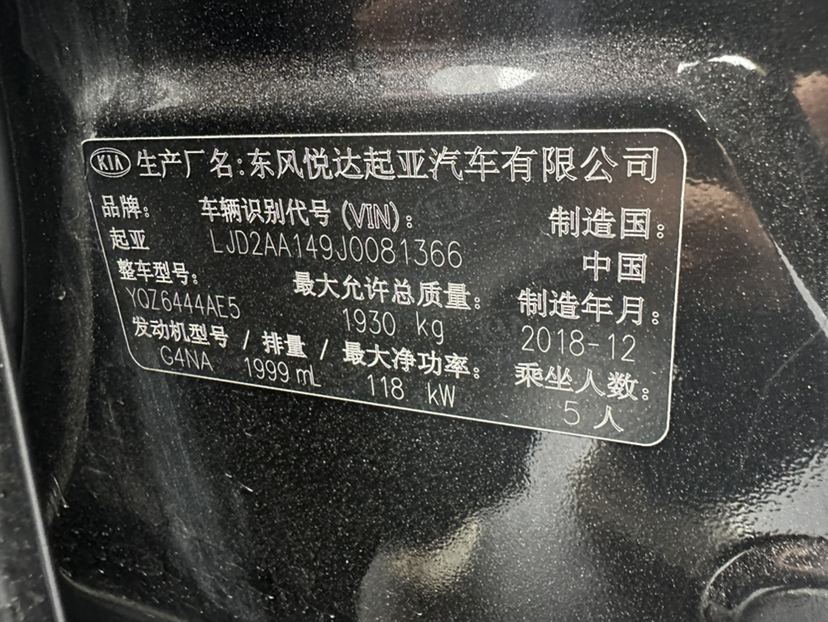 KIA 生产厂名:东风悦达起亚汽车有限公司
品牌: 车辆识别代号(VIN): 制造国:
起亚 LJD2AA149J0081366 中国
整车型号: 最大允许总质量: 制造年月:
YQZ6444AE5 1930 kg 2018-12
发动机型号 / 排量 / 最大净功率: 乘坐人数:
G4NA 1999 mL 118 kW 5 人